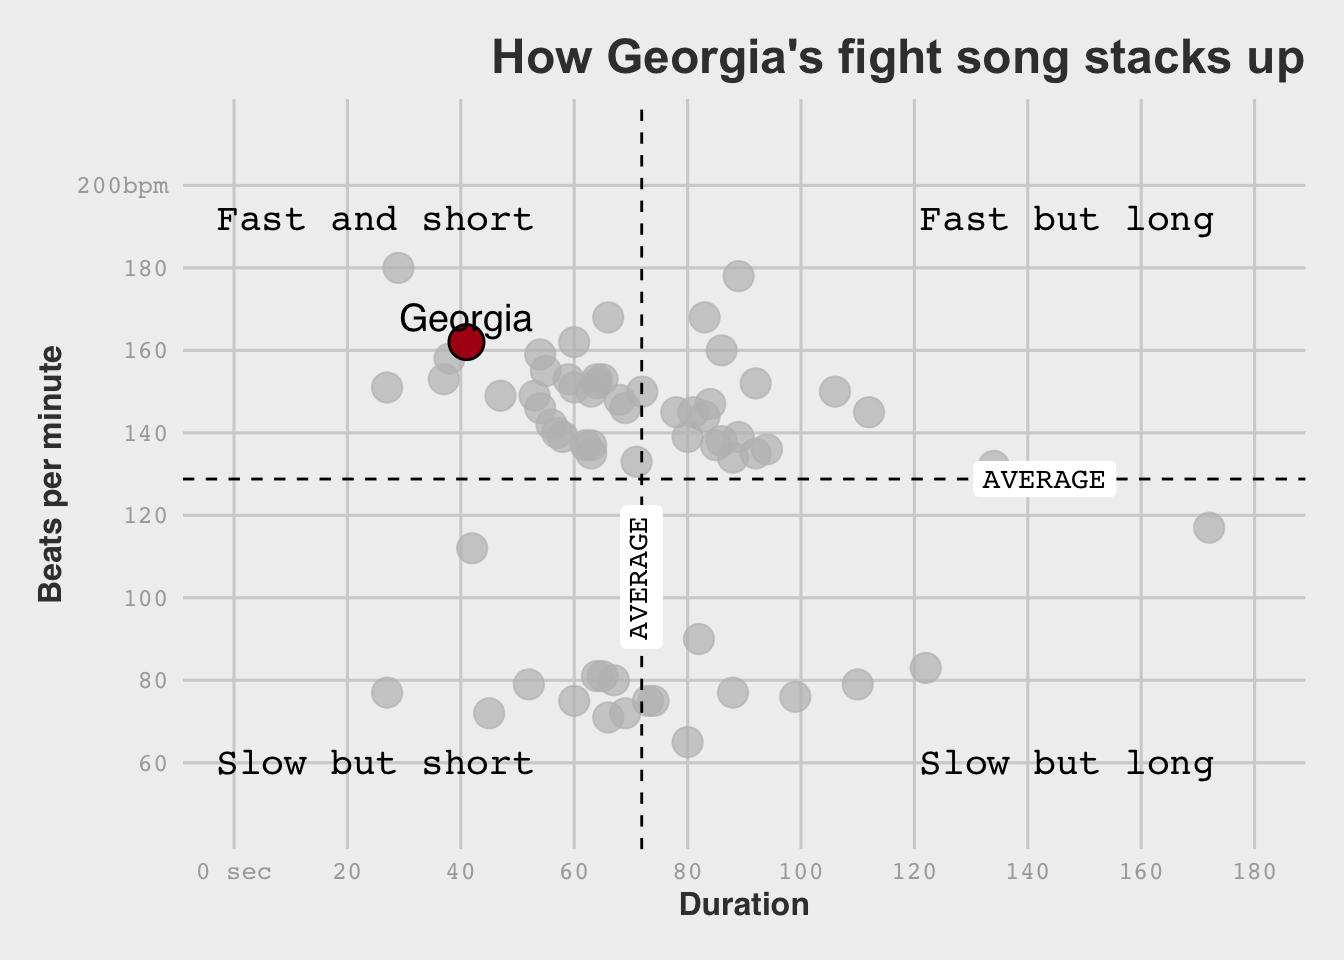 How Georgia's fight song stacks up
200bpm
Fast and short
Fast but long
180
Georgia
160
140
AVERAGE
120
AVERAGE
100
80
60
Slow but short
Slow but long
Beats per minute
0 sec 20 40 60 80 100 120 140 160 180
Duration